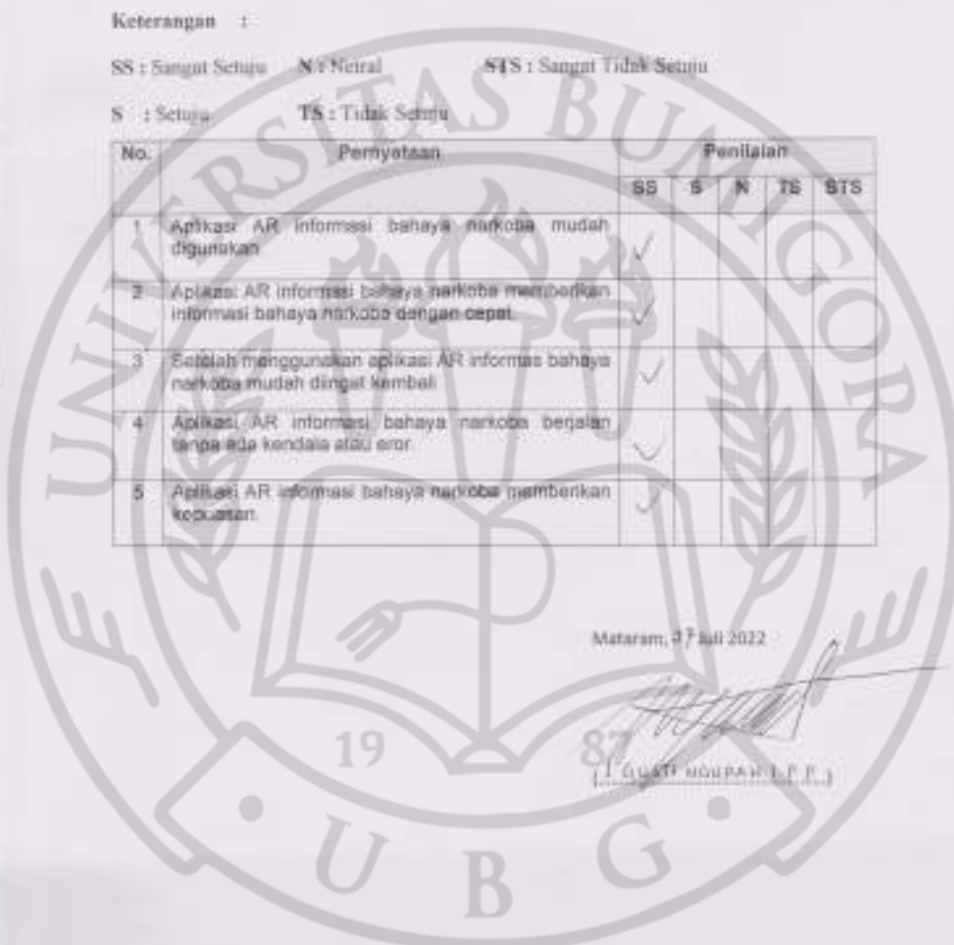 Keterangan :
SS : Sangat Setuju N : Netral STS : Sangat Tidak Setuju
S : Setuju TS : Tidak Setuju
No. Pernyataan Penilaian
SS S N TS STS
1 Aplikasi AR informasi bahaya narkoba mudah
digunakan
✓
2 Aplikasi AR informasi bahaya narkoba memberikan
informasi bahaya narkoba dengan cepat.
✓
3 Setelah menggunakan aplikasi AR informas bahaya
narkoba mudah diingat kembali
✓
4 Aplikasi AR informasi bahaya narkoba berjalan
tanpa ada kendala atau eror.
✓
5 Aplikasi AR informasi bahaya narkoba memberikan
kepuasan.
✓
Mataram, Juli 2022
(I GUSTI NGURAH I.P.P.)
UNIVERSITAS BUMIGORA
19 87
U B G